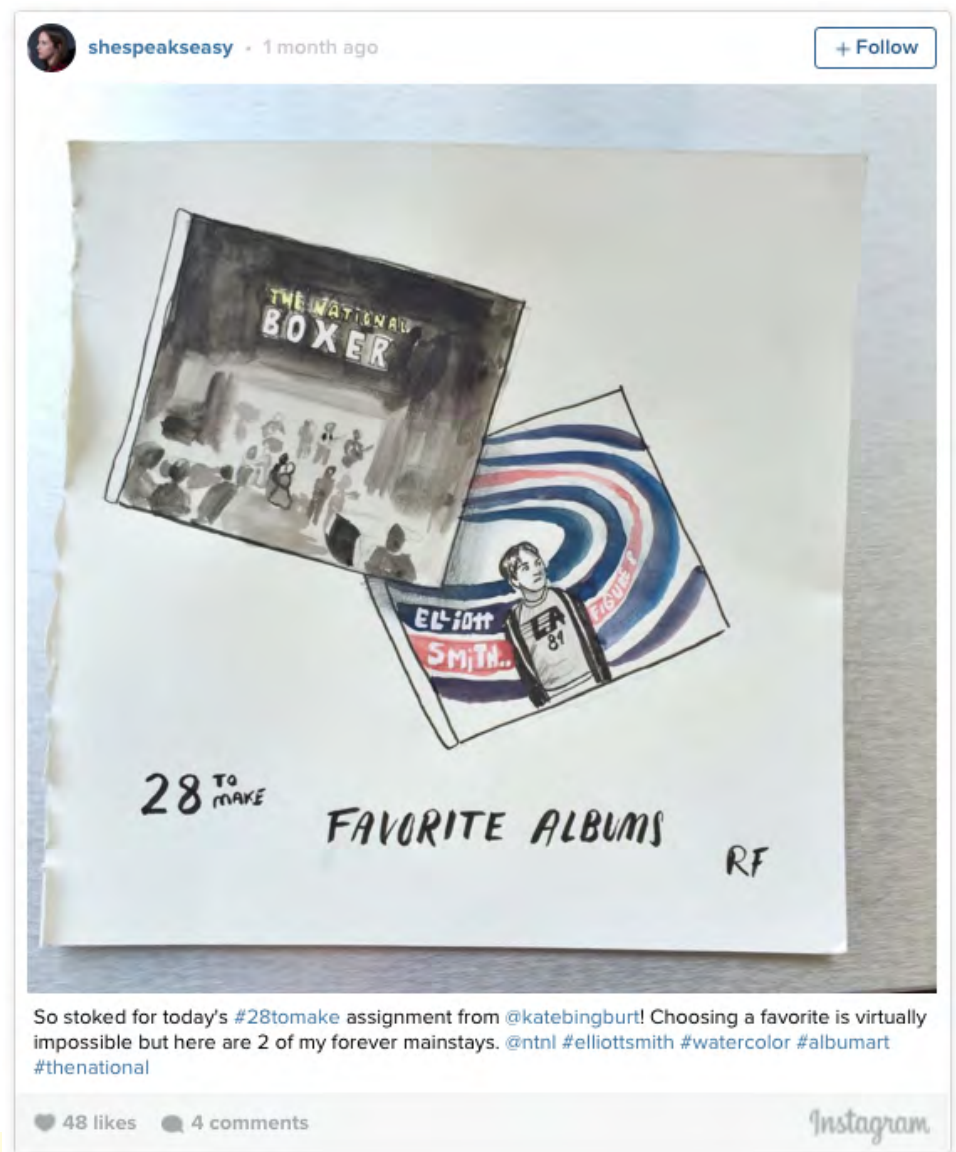 shespeakseasy • 1 month ago
+ Follow
THE NATIONAL
BOXER
ELLIOTT
SMITH..
FIGURE 8
LA
81
28 TO MAKE
FAVORITE ALBUMS
RF
So stoked for today's #28tomake assignment from @katebingburt! Choosing a favorite is virtually
impossible but here are 2 of my forever mainstays. @ntnl #elliottsmith #watercolor #albumart
#thenational
48 likes 4 comments
Instagram